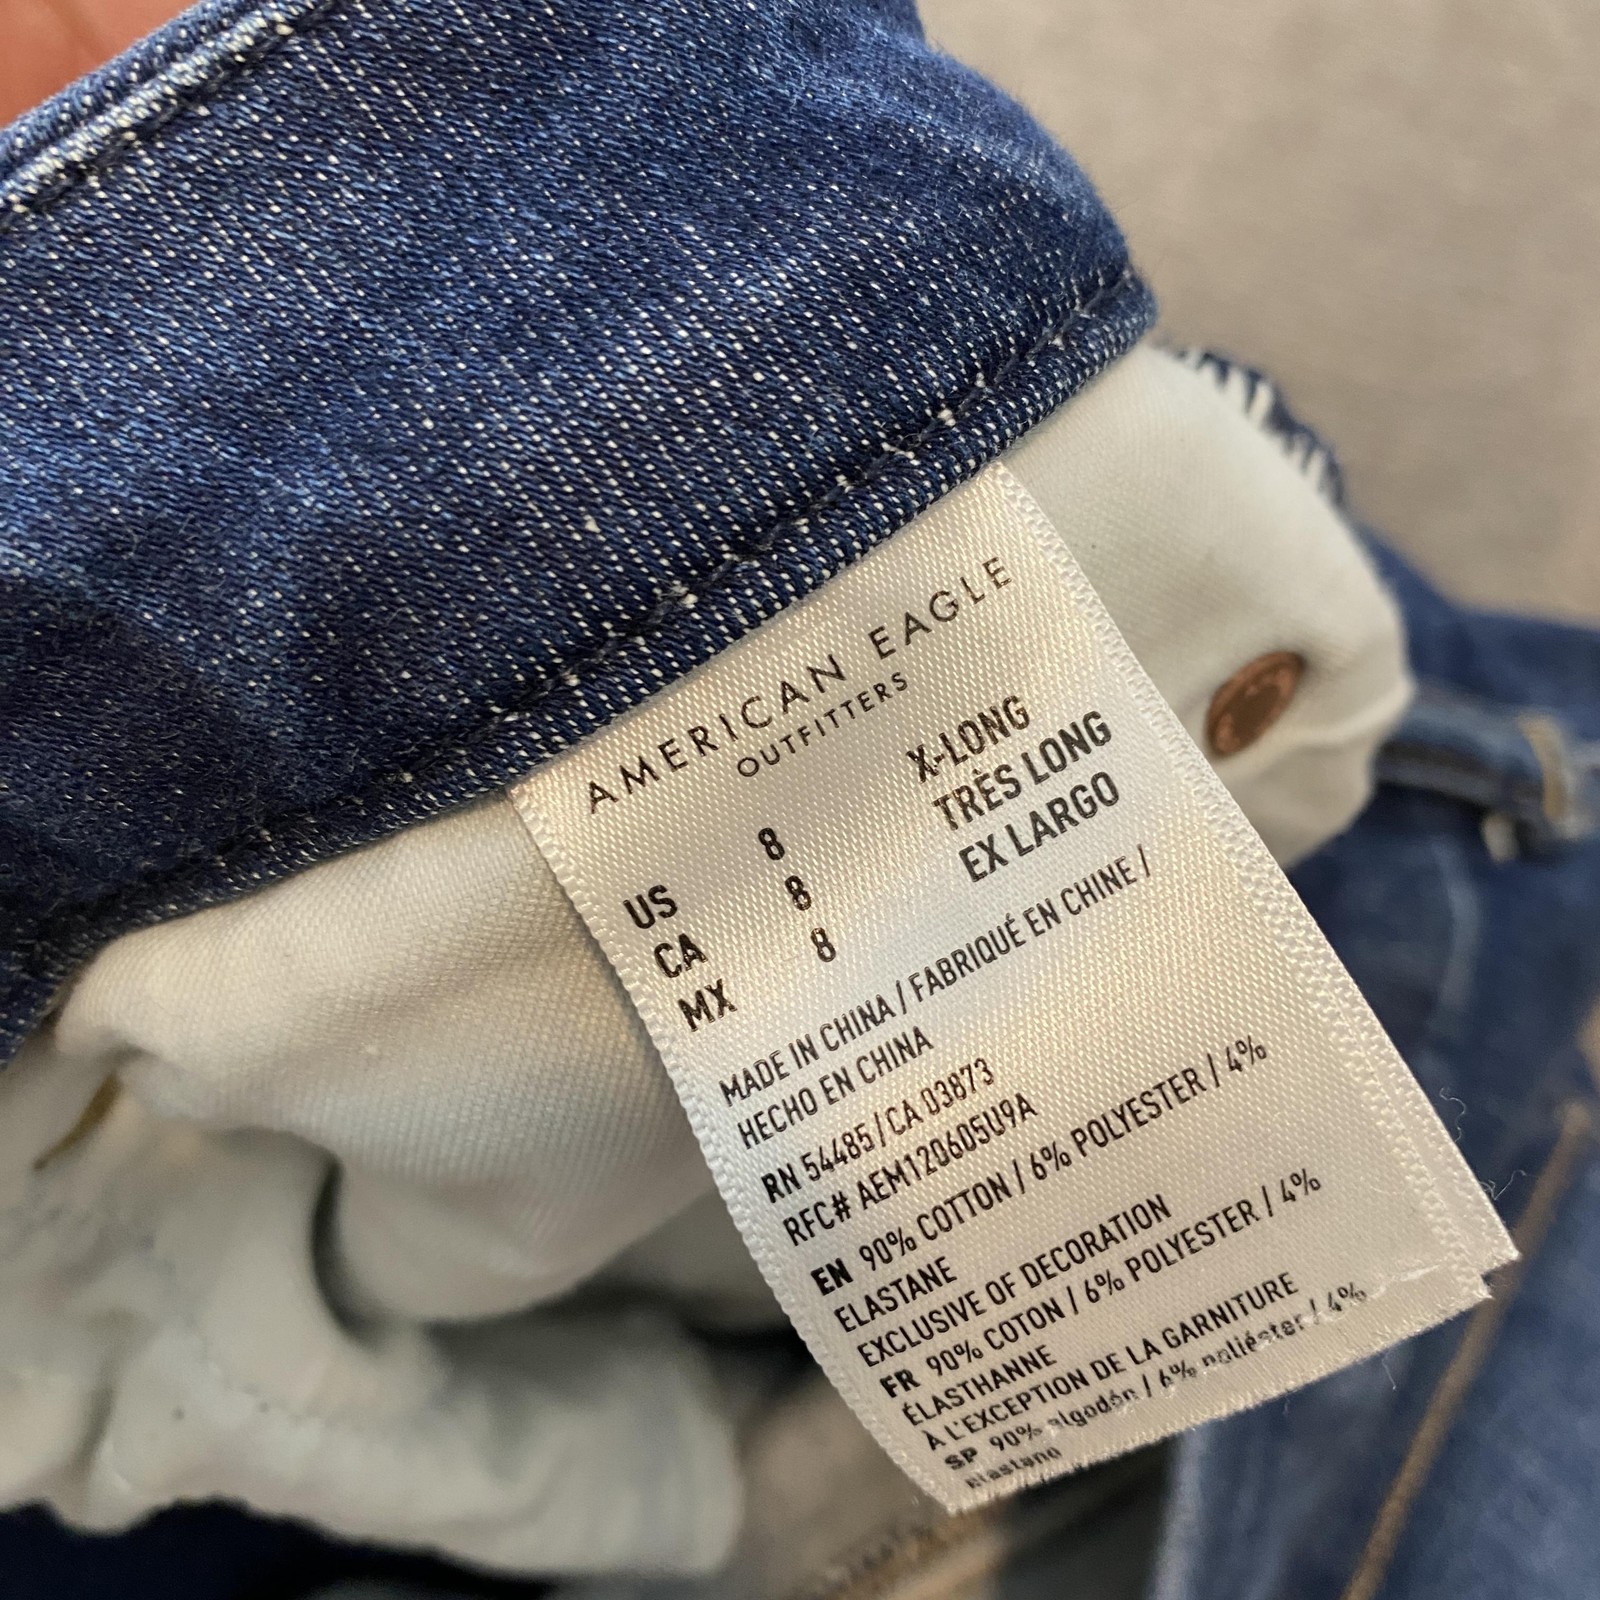 AMERICAN EAGLE
OUTFITTERS
US 8 X-LONG
CA 8 TRÈS LONG
MX 8 EX LARGO
MADE IN CHINA / FABRIQUÉ EN CHINE /
HECHO EN CHINA
RN 54485 / CA 03873
RFC# AEM120605U9A
EN 90% COTTON / 6% POLYESTER / 4%
ELASTANE
EXCLUSIVE OF DECORATION
FR 90% COTON / 6% POLYESTER / 4%
ÉLASTHANNE
À L'EXCEPTION DE LA GARNITURE
SP 90% algodón / 6% poliéster / 4%
Elastano